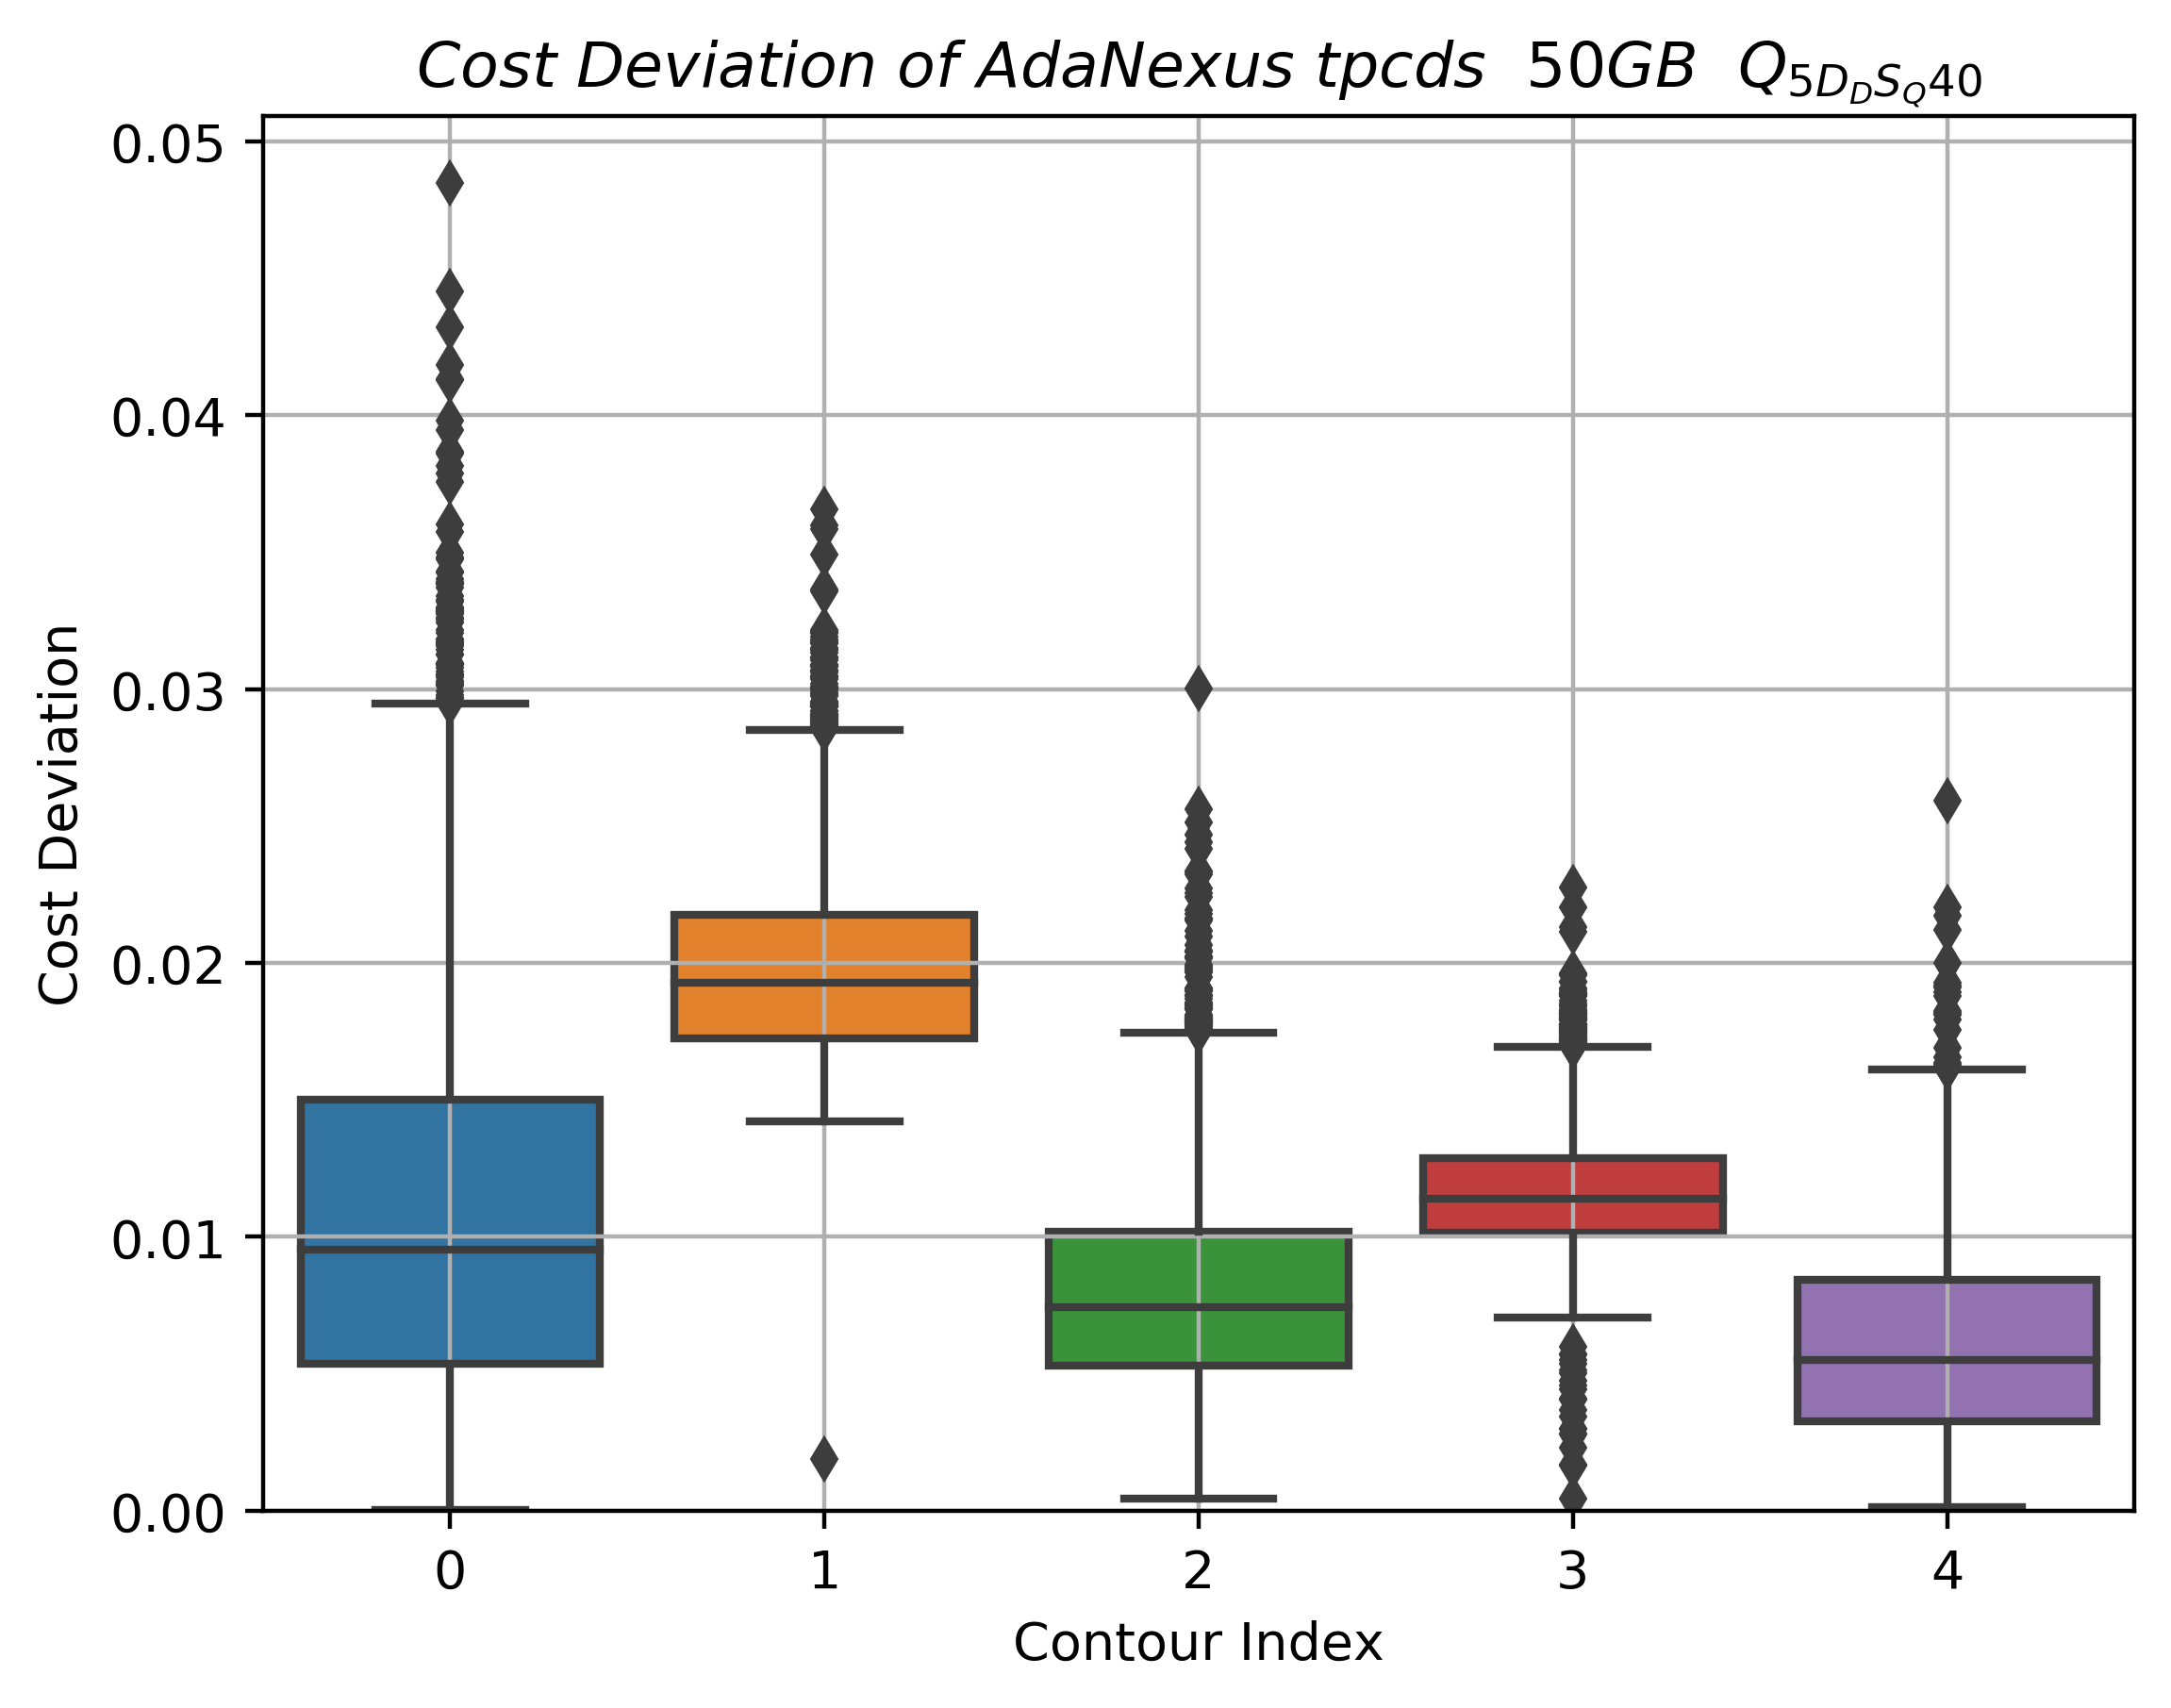 Cost Deviation of AdaNexus tpcds 50GB Q5DDSQ40
0.05
0.04
0.03
0.02
0.01
0.00
Cost Deviation
0 1 2 3 4
Contour Index